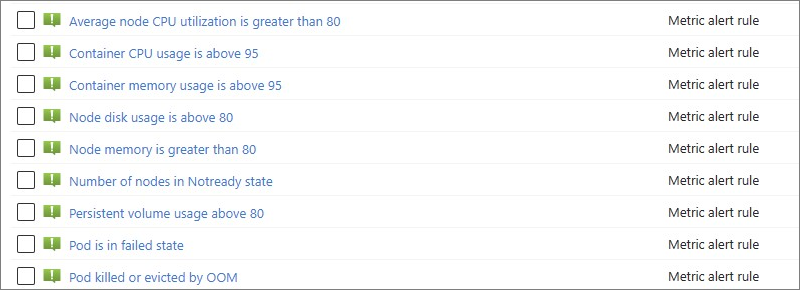 Average node CPU utilization is greater than 80 Metric alert rule
Container CPU usage is above 95 Metric alert rule
Container memory usage is above 95 Metric alert rule
Node disk usage is above 80 Metric alert rule
Node memory is greater than 80 Metric alert rule
Number of nodes in Notready state Metric alert rule
Persistent volume usage above 80 Metric alert rule
Pod is in failed state Metric alert rule
Pod killed or evicted by OOM Metric alert rule